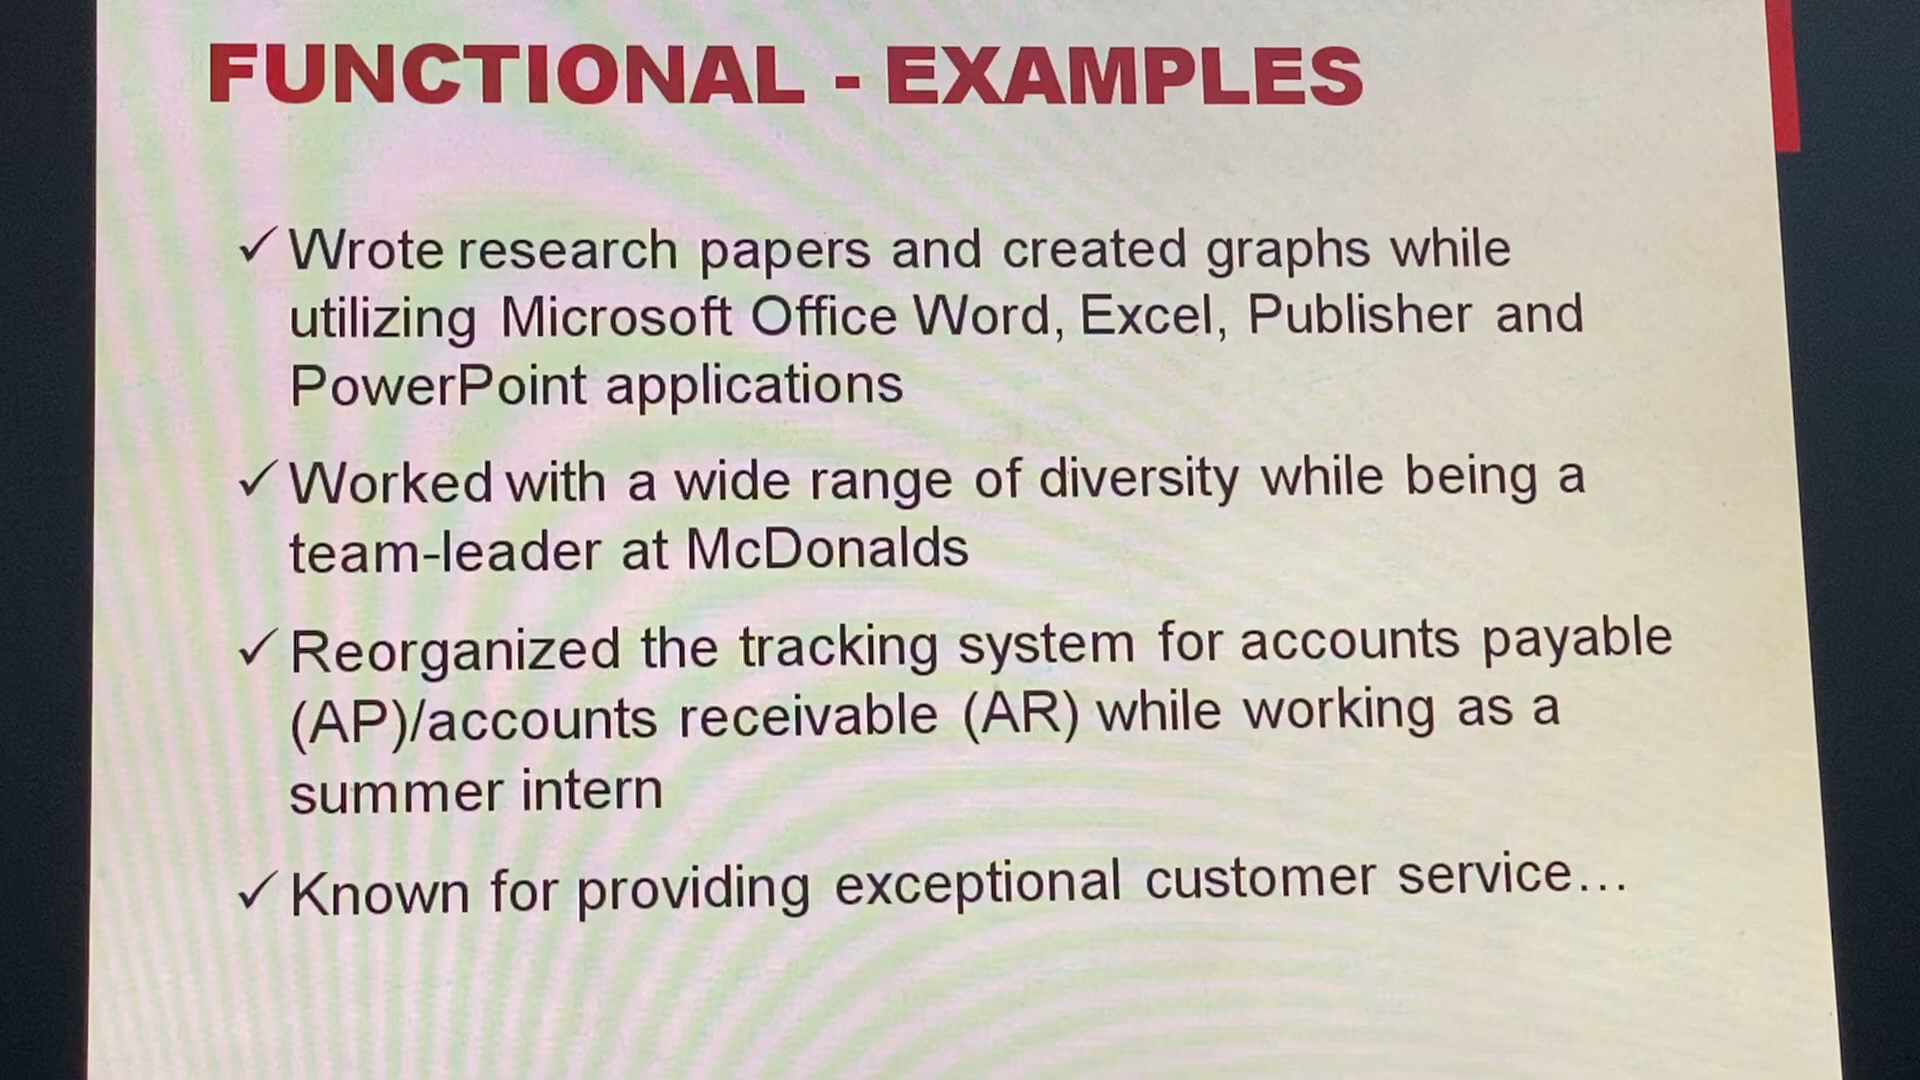 FUNCTIONAL - EXAMPLES
✓ Wrote research papers and created graphs while
utilizing Microsoft Office Word, Excel, Publisher and
PowerPoint applications
✓ Worked with a wide range of diversity while being a
team-leader at McDonalds
✓ Reorganized the tracking system for accounts payable
(AP)/accounts receivable (AR) while working as a
summer intern
✓ Known for providing exceptional customer service…